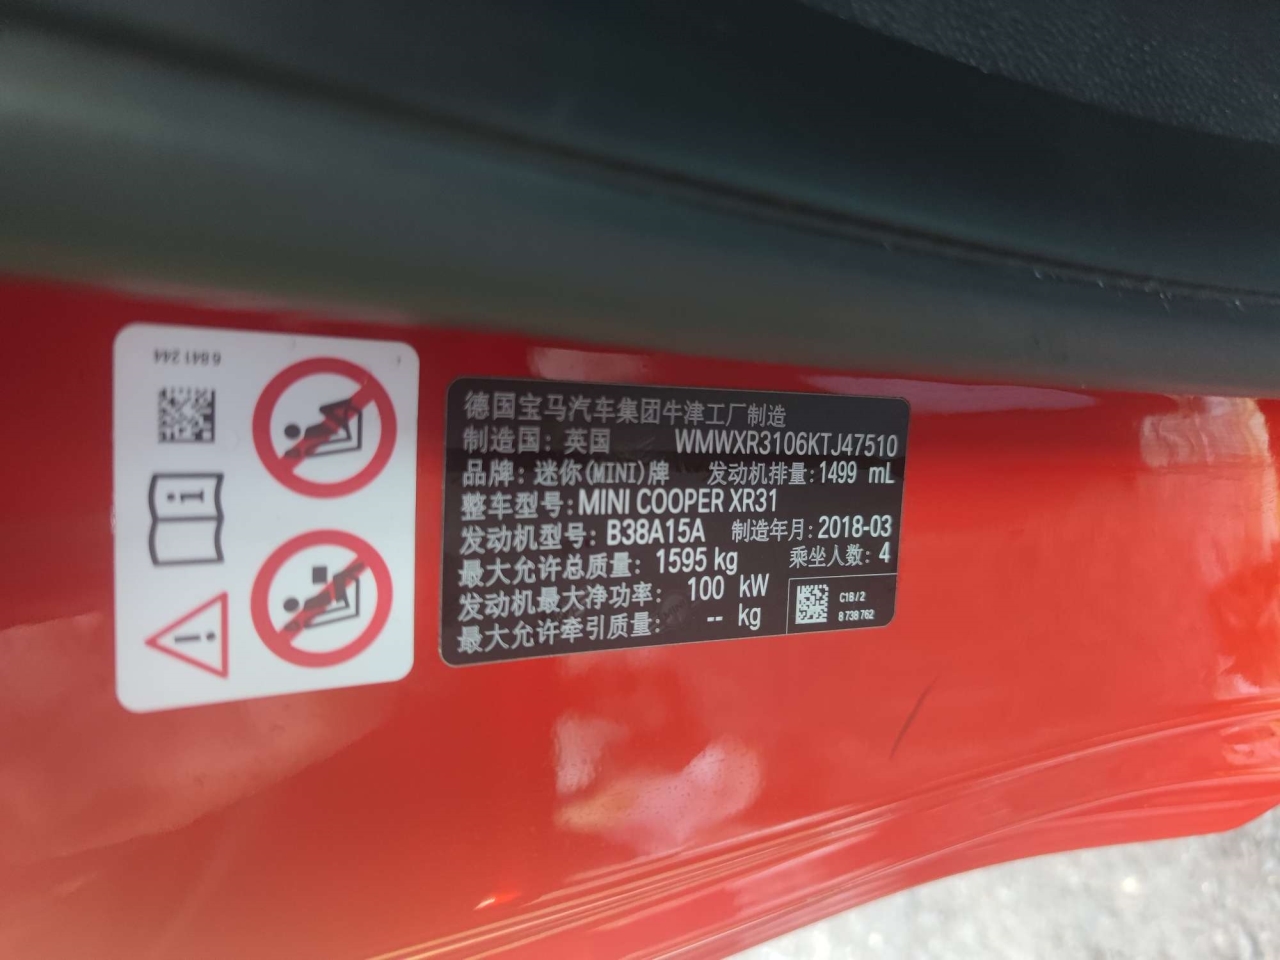 6 841 244
德国宝马汽车集团牛津工厂制造
制造国: 英国 WMWXR3106KTJ47510
品牌: 迷你(MINI)牌 发动机排量: 1499 mL
整车型号: MINI COOPER XR31
发动机型号: B38A15A 制造年月: 2018-03
最大允许总质量: 1595 kg 乘坐人数: 4
发动机最大净功率: 100 kW
最大允许牵引质量: -- kg
C1B/2
8 738 762